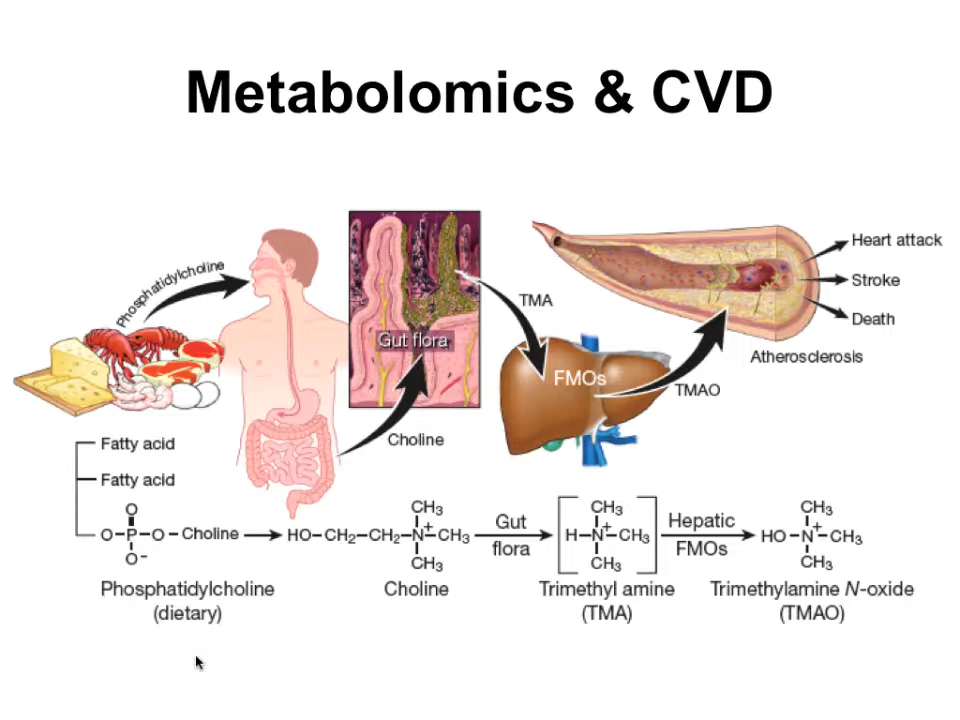 Metabolomics & CVD
Phosphatidylcholine
Gut flora
Choline
TMA
FMOs
TMAO
Heart attack
Stroke
Death
Atherosclerosis
Fatty acid
Fatty acid
O
O–P–O–Choline
O-
Phosphatidylcholine
(dietary)
CH3
HO–CH2–CH2–N+–CH3
CH3
Choline
Gut
flora
CH3
H–N+–CH3
CH3
Trimethyl amine
(TMA)
Hepatic
FMOs
CH3
HO–N+–CH3
CH3
Trimethylamine N-oxide
(TMAO)